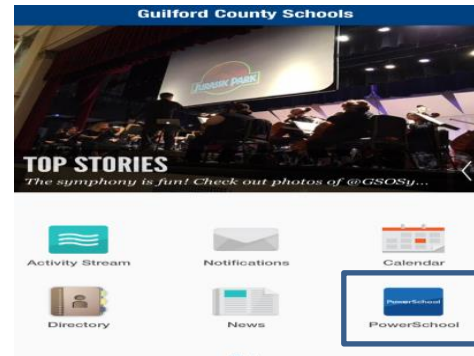 Guilford County Schools
JURASSIC PARK
TOP STORIES
The symphony is fun! Check out photos of @GSOSy...
Activity Stream
Notifications
Calendar
Directory
News
PowerSchool
PowerSchool